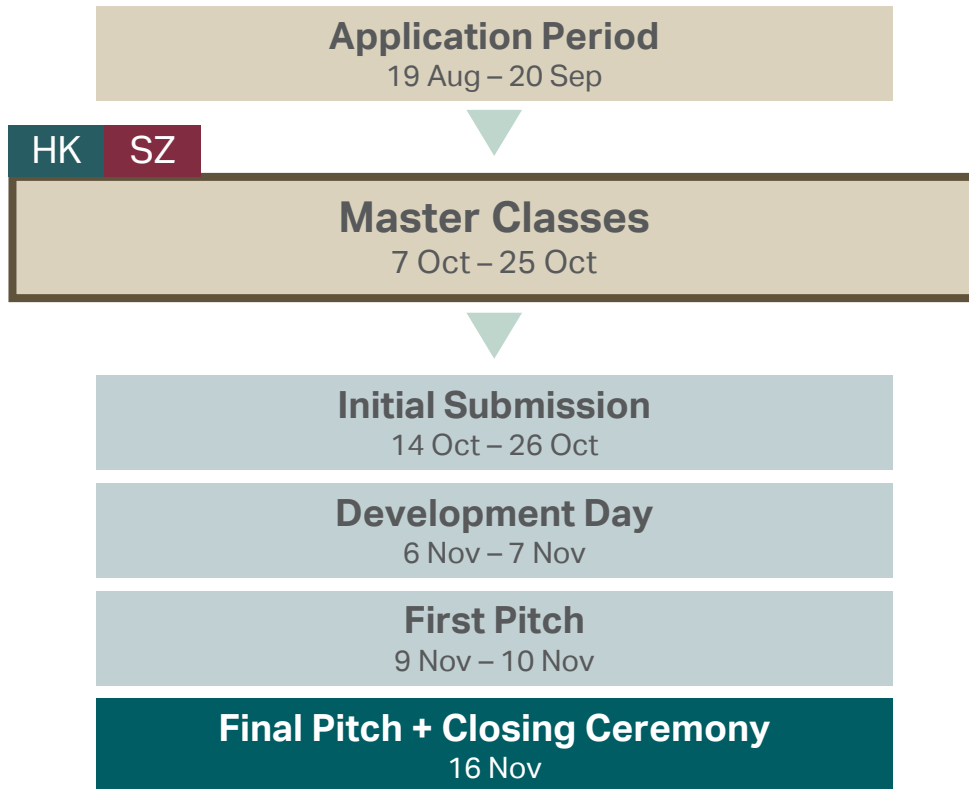 Application Period
19 Aug – 20 Sep
HK SZ
Master Classes
7 Oct – 25 Oct
Initial Submission
14 Oct – 26 Oct
Development Day
6 Nov – 7 Nov
First Pitch
9 Nov – 10 Nov
Final Pitch + Closing Ceremony
16 Nov